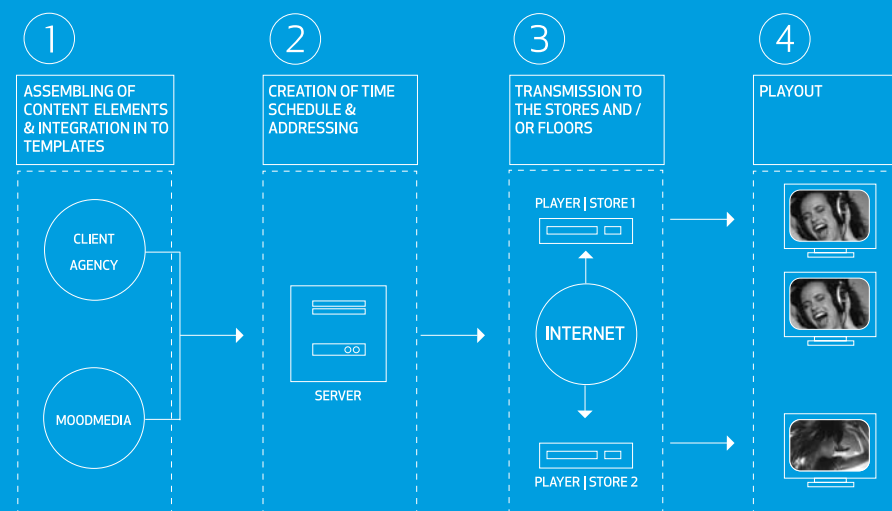 1
ASSEMBLING OF
CONTENT ELEMENTS
& INTEGRATION IN TO
TEMPLATES
CLIENT
AGENCY
MOODMEDIA
2
CREATION OF TIME
SCHEDULE &
ADDRESSING
SERVER
3
TRANSMISSION TO
THE STORES AND /
OR FLOORS
PLAYER | STORE 1
INTERNET
PLAYER | STORE 2
4
PLAYOUT